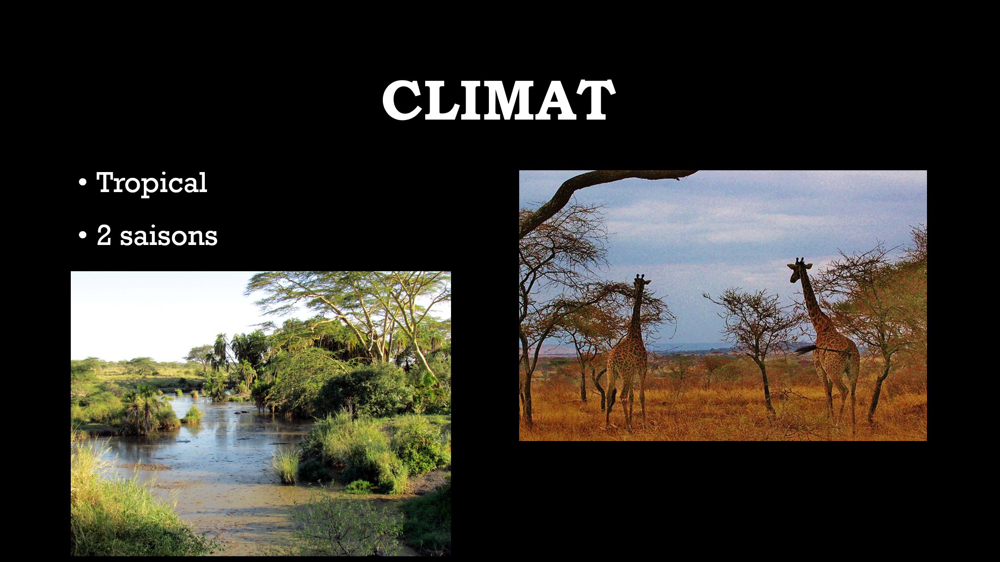 CLIMAT
• Tropical
• 2 saisons